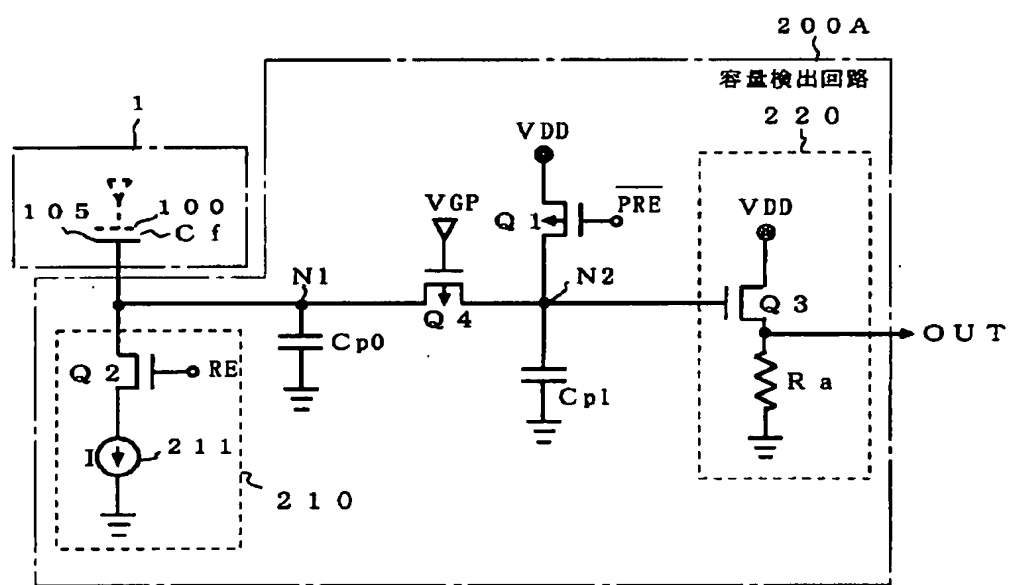 200A
容量検出回路
1
220
VDD
VGP
PRE
VDD
105
100
Cf
Q1
N1
N2
Q3
Q4
OUT
Cp0
Q2
RE
Cp1
Ra
I
211
210